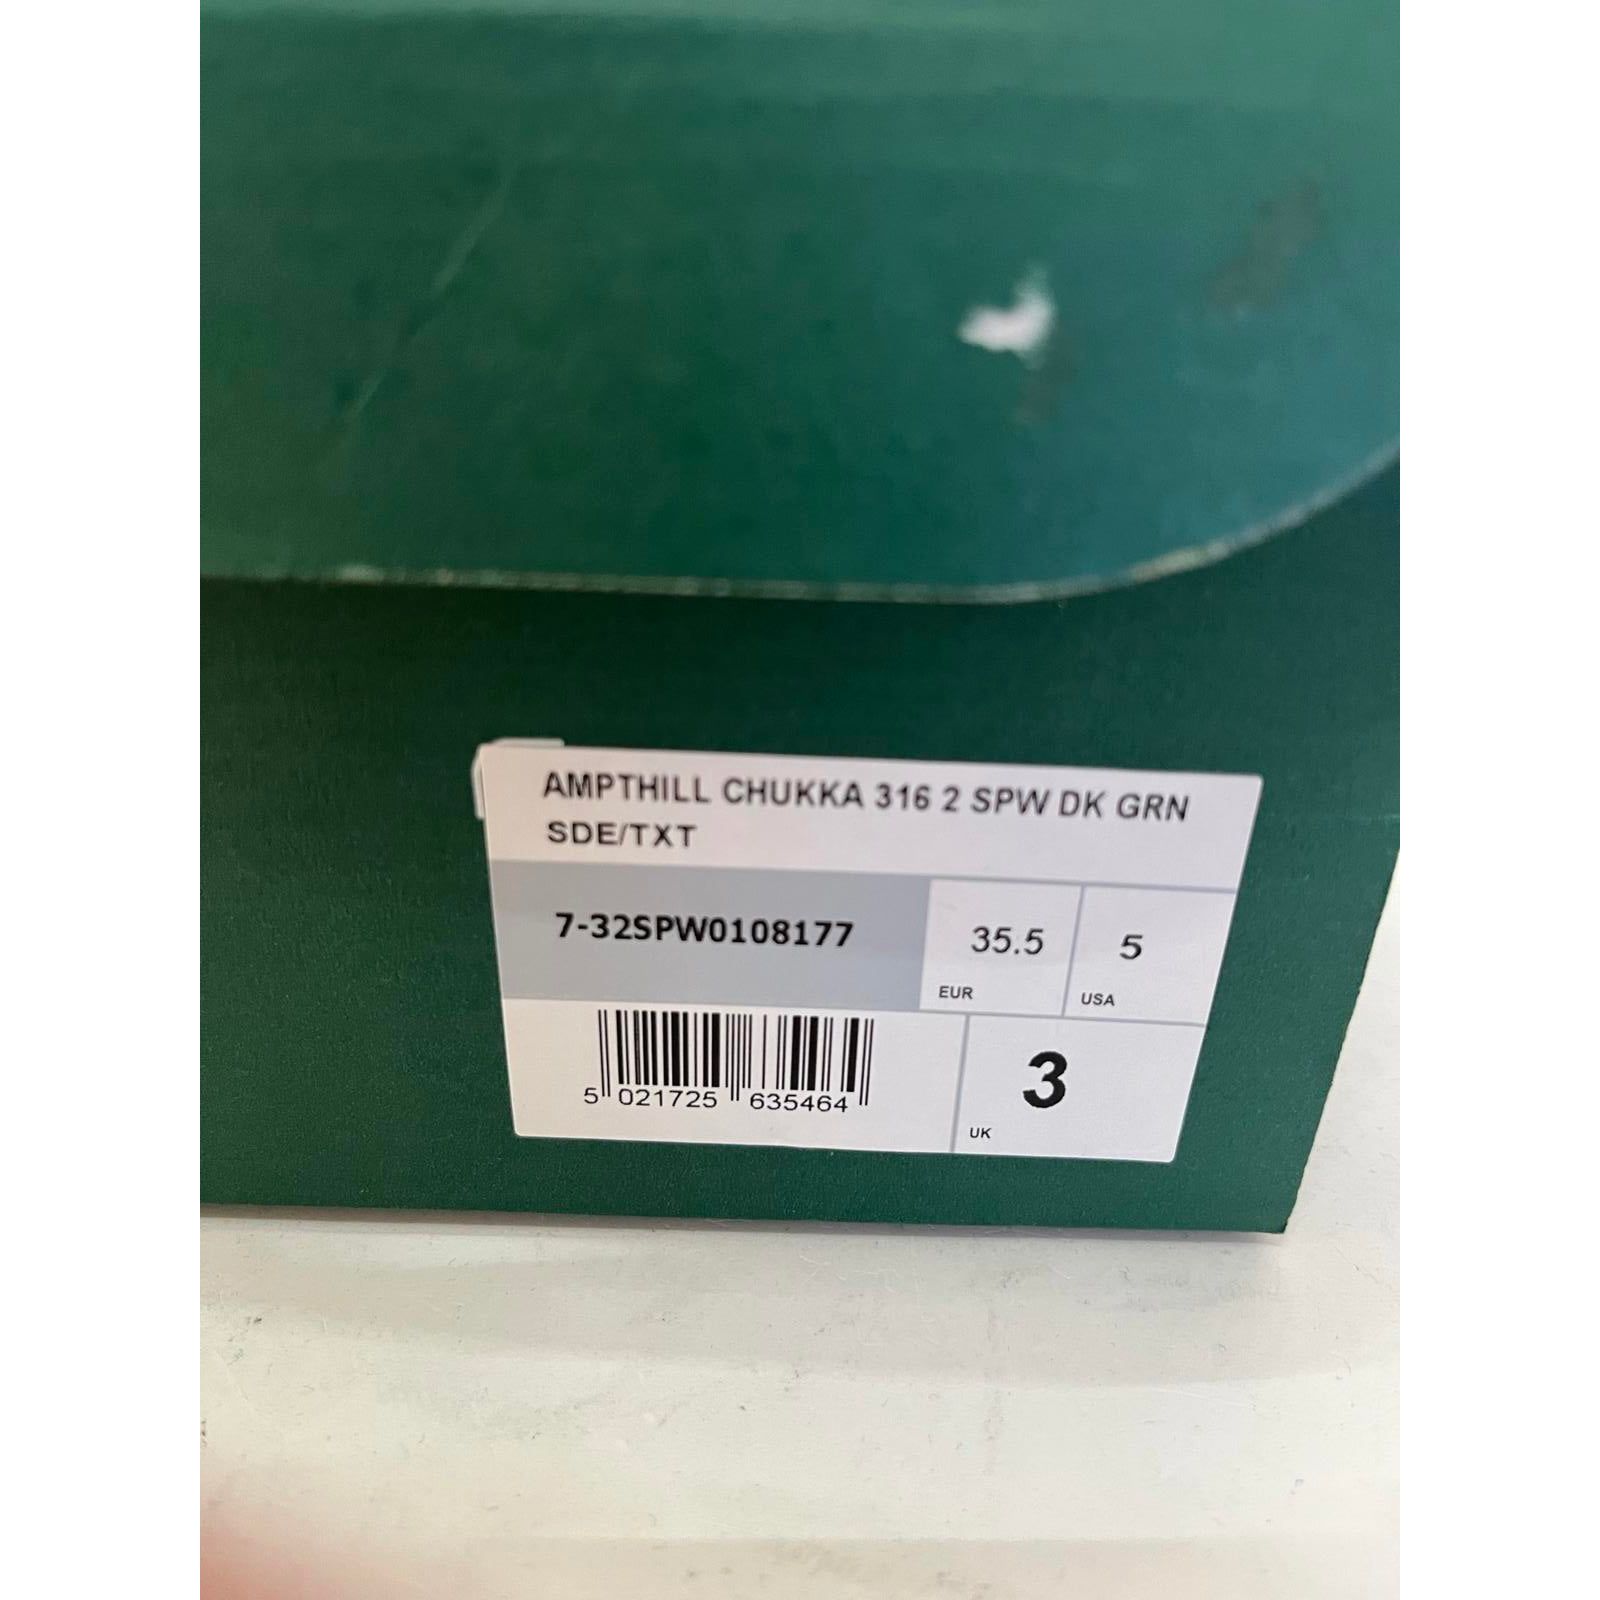 AMPTHILL CHUKKA 316 2 SPW DK GRN
SDE/TXT
7-32SPW0108177
35.5
EUR
5
USA
5 021725 635464
3
UK